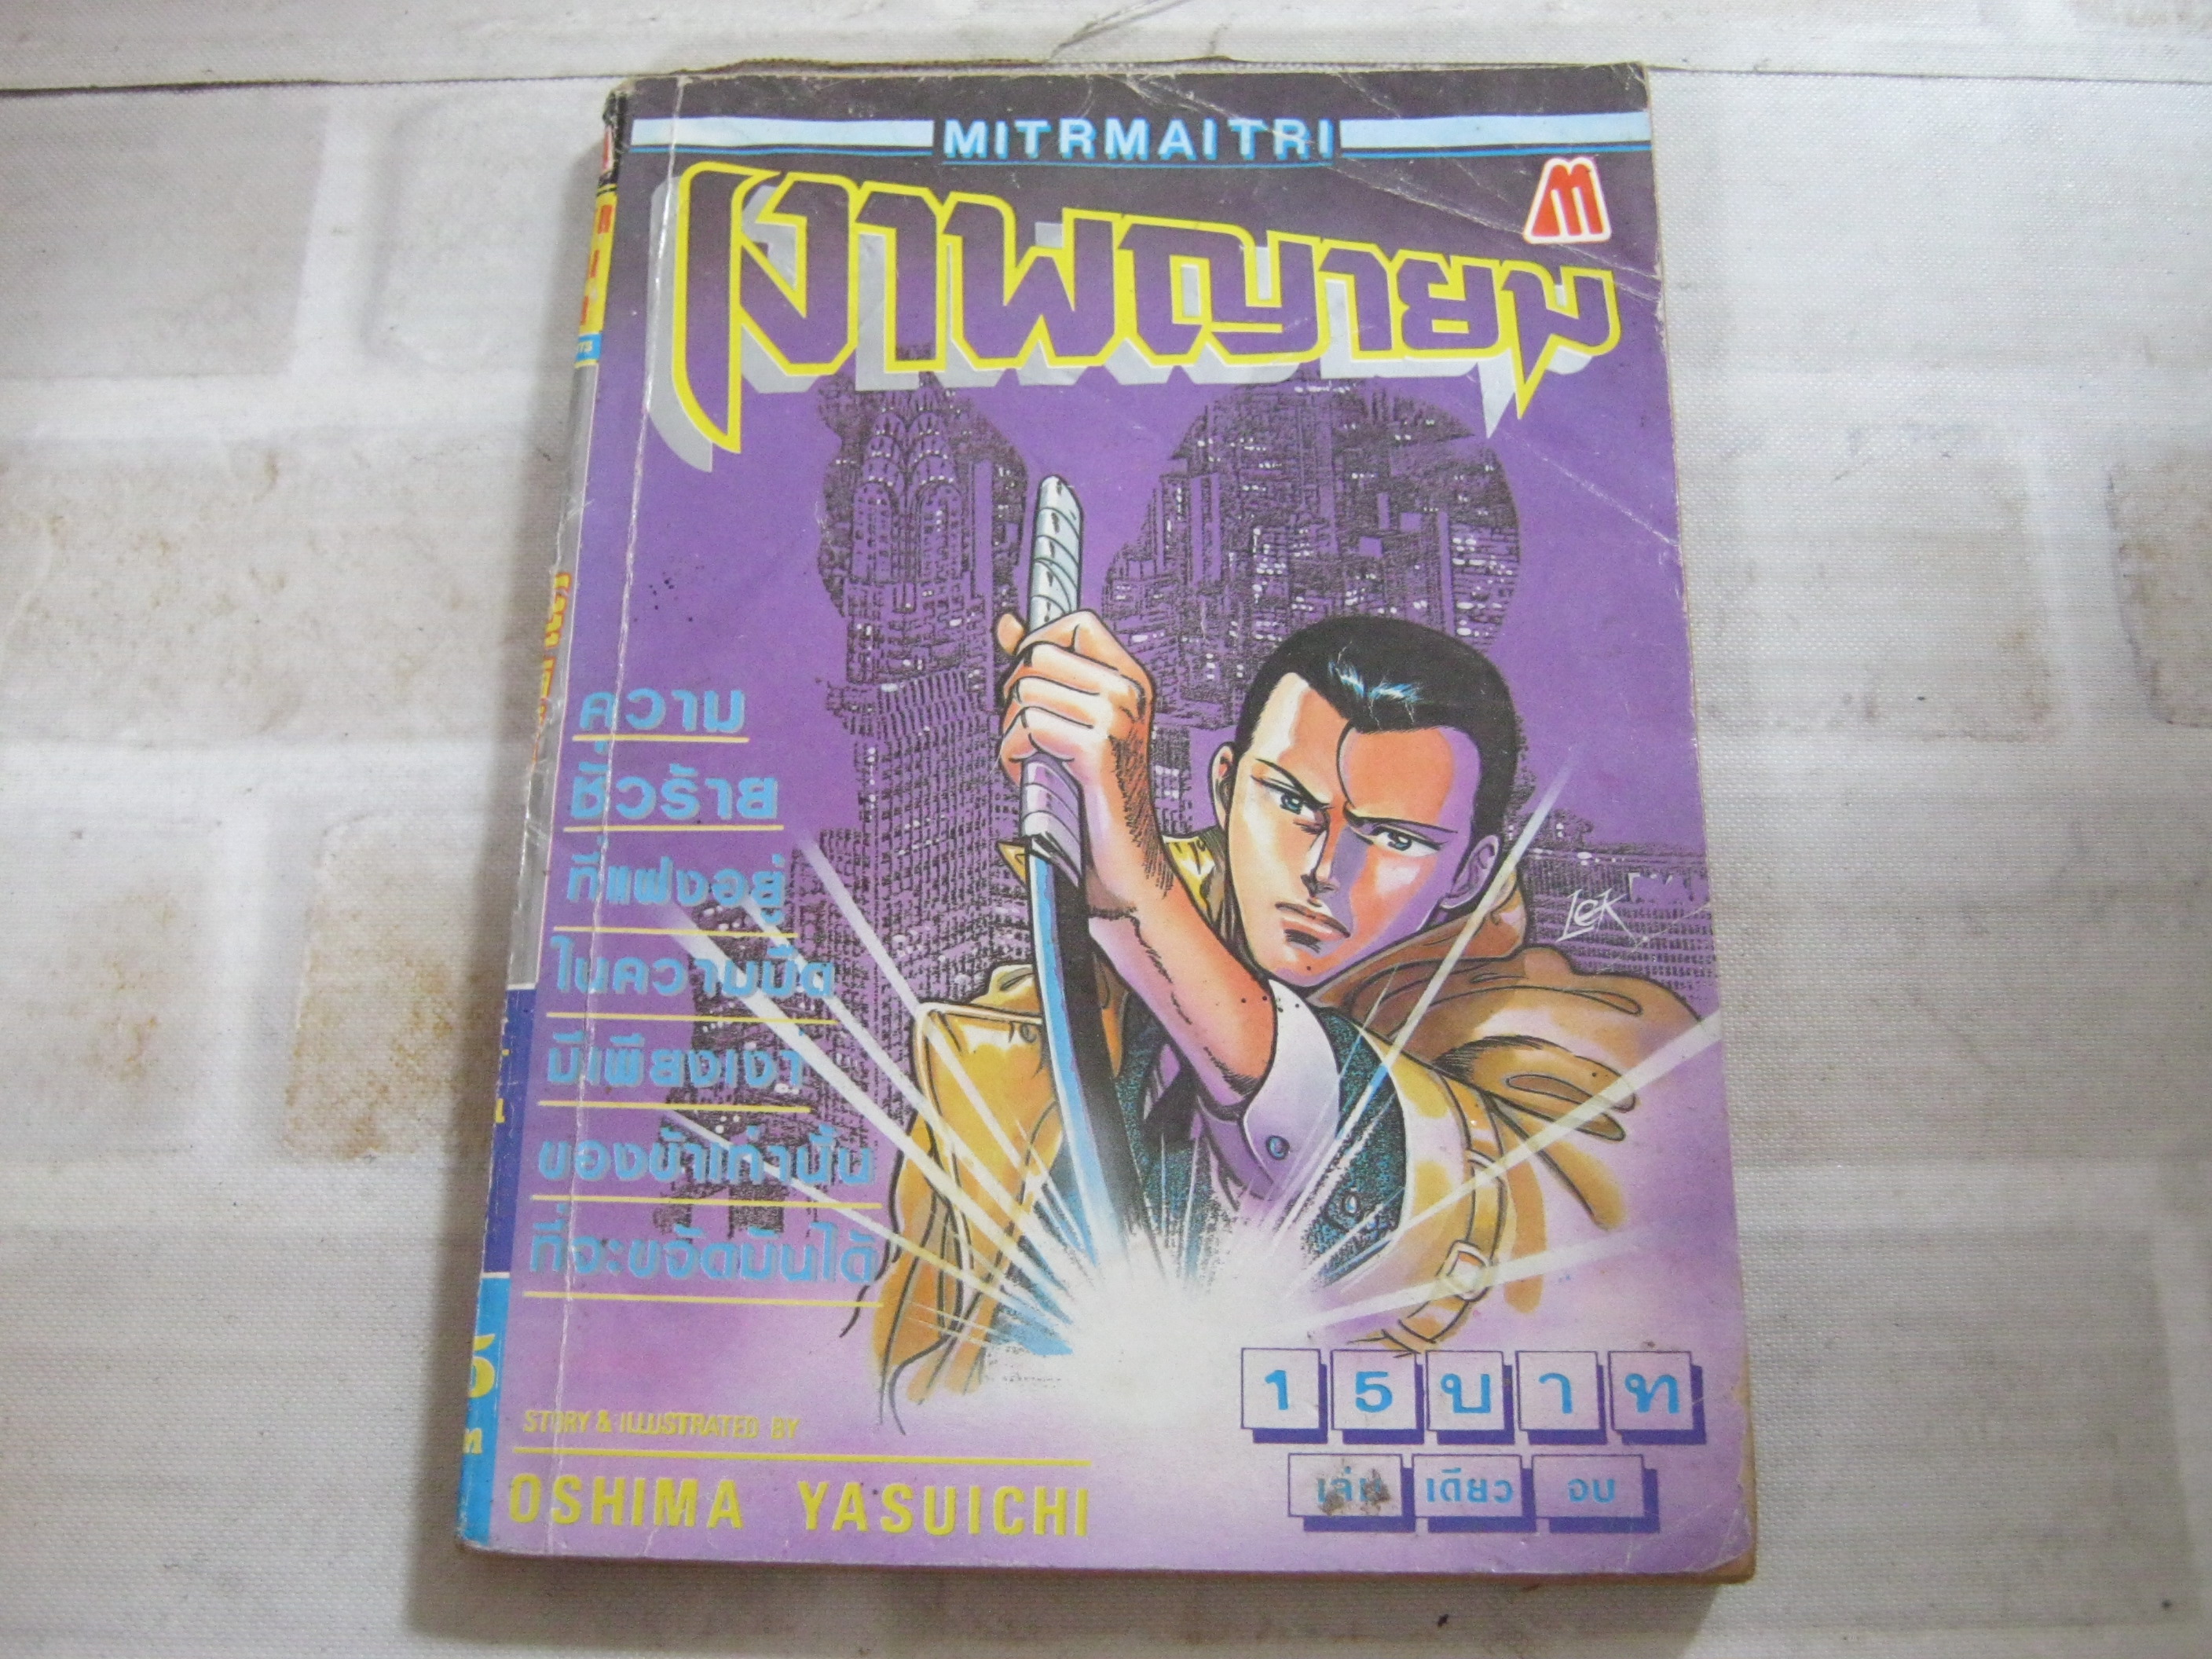 MITRMAITRI
เงาพญายม
ความ
ชั่วร้าย
ที่แฝงอยู่
ในความมืด
มีเพียงเงา
ของข้าเท่านั้น
ที่จะขจัดมันได้
Lek
STORY & ILLUSTRATED BY
OSHIMA YASUICHI
15บาท
เล่ม เดียว จบ